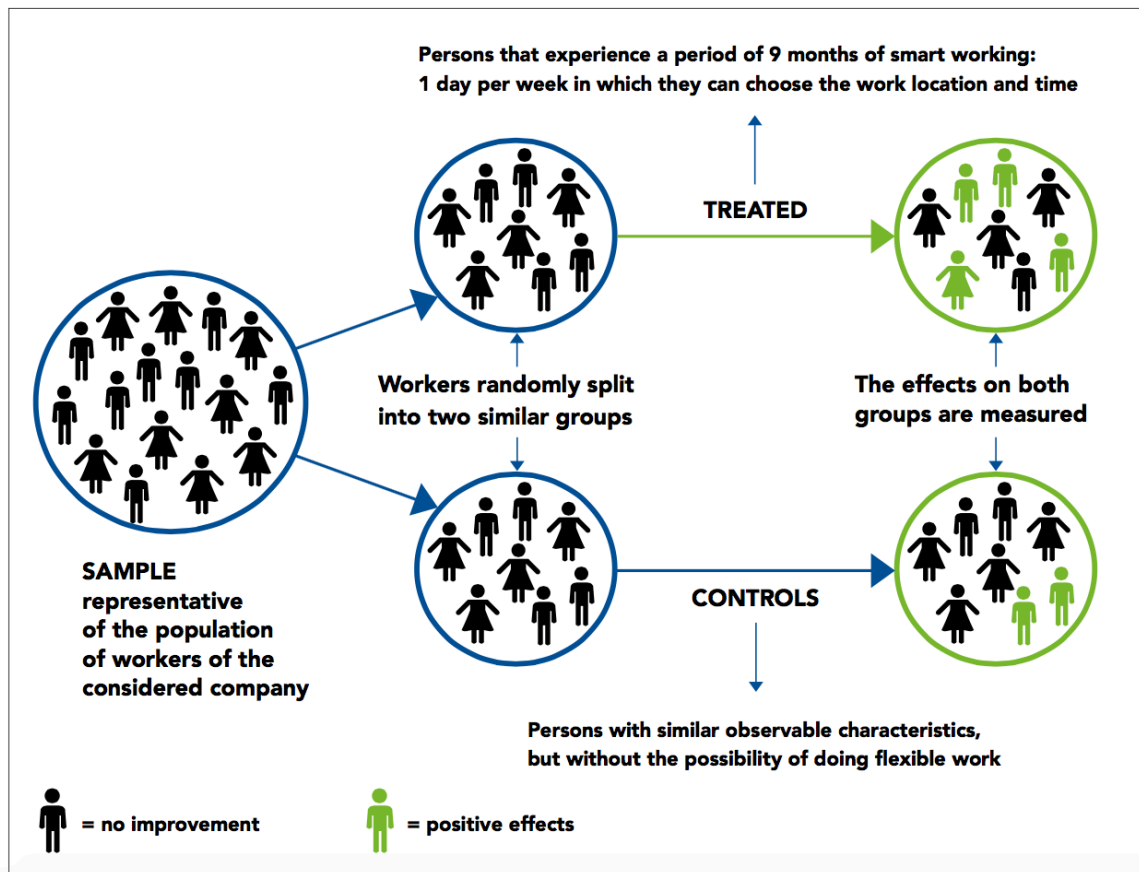 Persons that experience a period of 9 months of smart working:
1 day per week in which they can choose the work location and time
TREATED
Workers randomly split
into two similar groups
The effects on both
groups are measured
SAMPLE
representative
of the population
of workers of the
considered company
CONTROLS
Persons with similar observable characteristics,
but without the possibility of doing flexible work
= no improvement
= positive effects